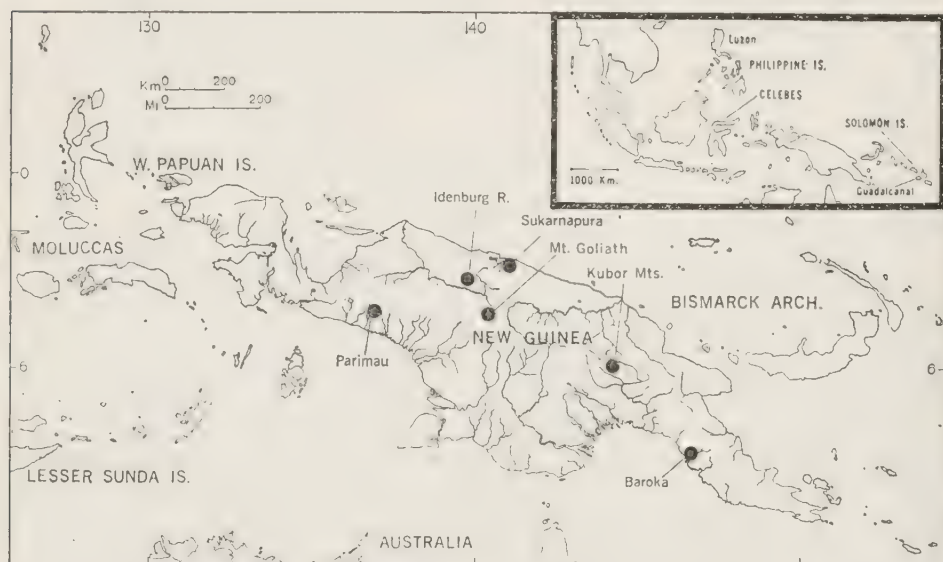 130
140
Km 0 200
Mi 0 200
Luzon
PHILIPPINE IS.
CELEBES
SOLOMON IS.
1000 Km.
Guadalcanal
W. PAPUAN IS.
0
Idenburg R.
Sukarnapura
Mt. Goliath
Kubor Mts.
MOLUCCAS
BISMARCK ARCH.
NEW GUINEA
Parimau
6
6
LESSER SUNDA IS.
Baroka
AUSTRALIA